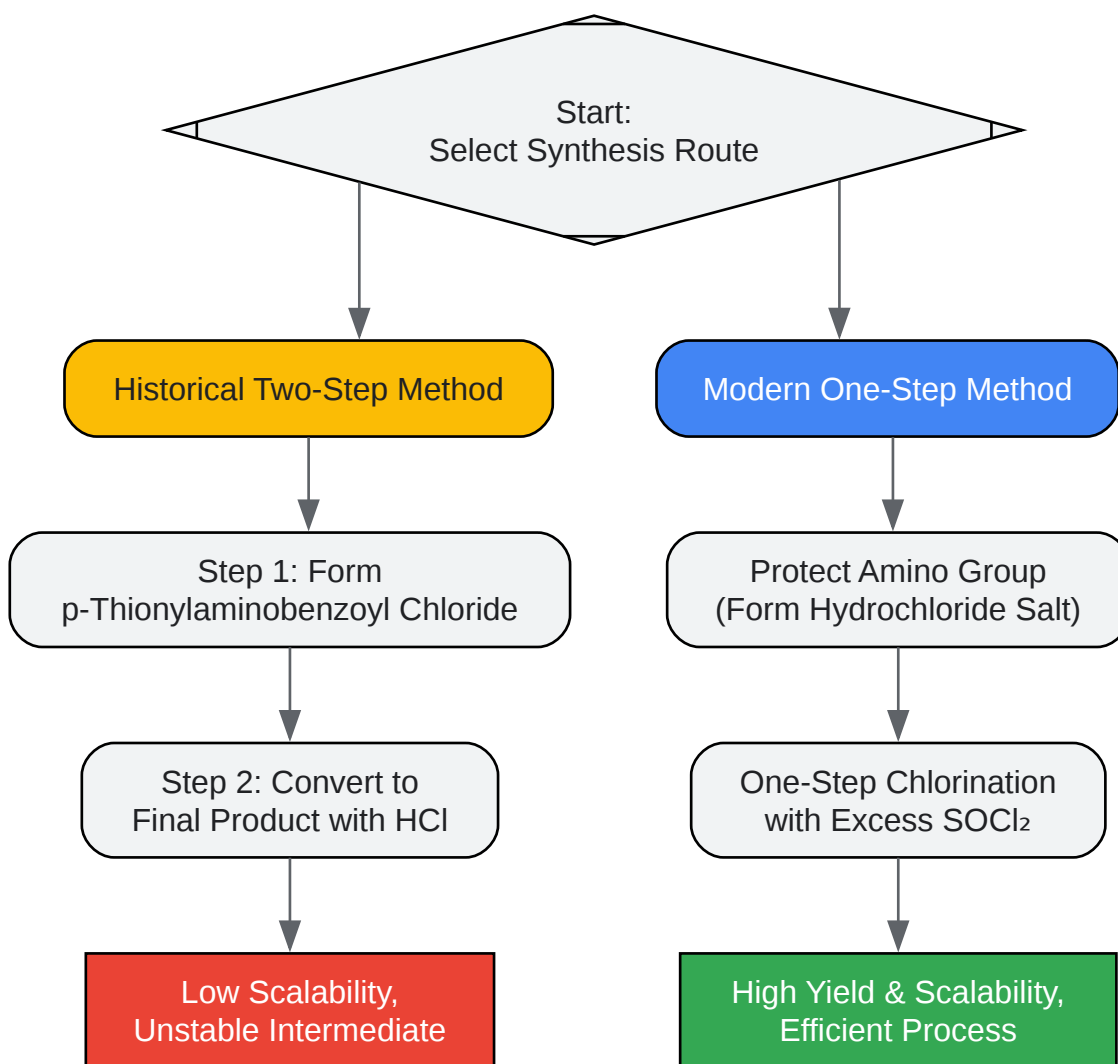 Start:
Select Synthesis Route
Historical Two-Step Method
Modern One-Step Method
Step 1: Form
p-Thionylaminobenzoyl Chloride
Protect Amino Group
(Form Hydrochloride Salt)
Step 2: Convert to
Final Product with HCl
One-Step Chlorination
with Excess SOCl₂
Low Scalability,
Unstable Intermediate
High Yield & Scalability,
Efficient Process